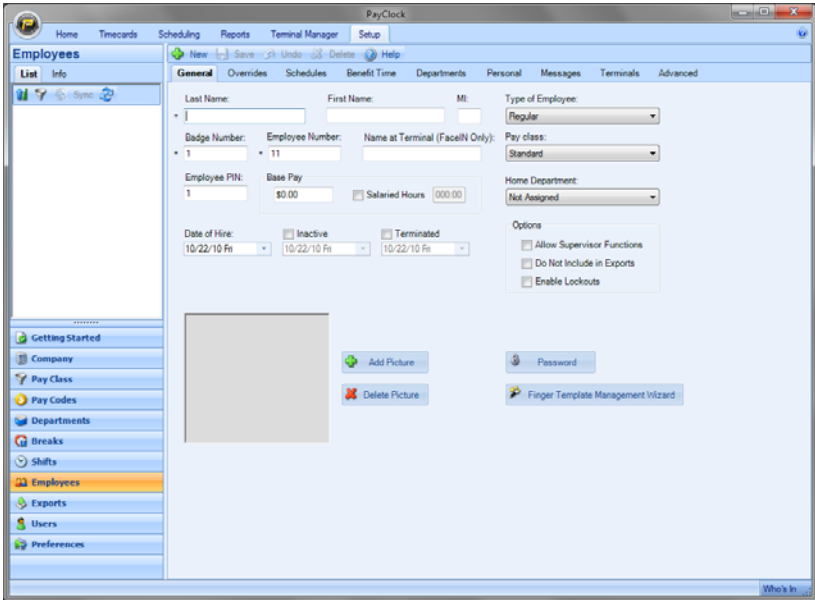 PayClock
Home Timecards Scheduling Reports Terminal Manager Setup
Employees
New Save Undo Delete Help
List Info
General Overrides Schedules Benefit Time Departments Personal Messages Terminals Advanced
Sync
Last Name: First Name: MI: Type of Employee:
* Regular
Badge Number: Employee Number: Name at Terminal (FaceIN Only): Pay class:
* 1 * 11 Standard
Employee PIN: Base Pay Home Department:
1 $0.00 Salaried Hours 000:00 Not Assigned
Options
Date of Hire: Inactive Terminated
Allow Supervisor Functions
10/22/10 Fri 10/22/10 Fri 10/22/10 Fri
Do Not Include in Exports
Enable Lockouts
Getting Started
Company
Pay Class
Pay Codes
Departments
Breaks
Shifts
Employees
Exports
Users
Preferences
Add Picture Password
Delete Picture Finger Template Management Wizard
Who's In